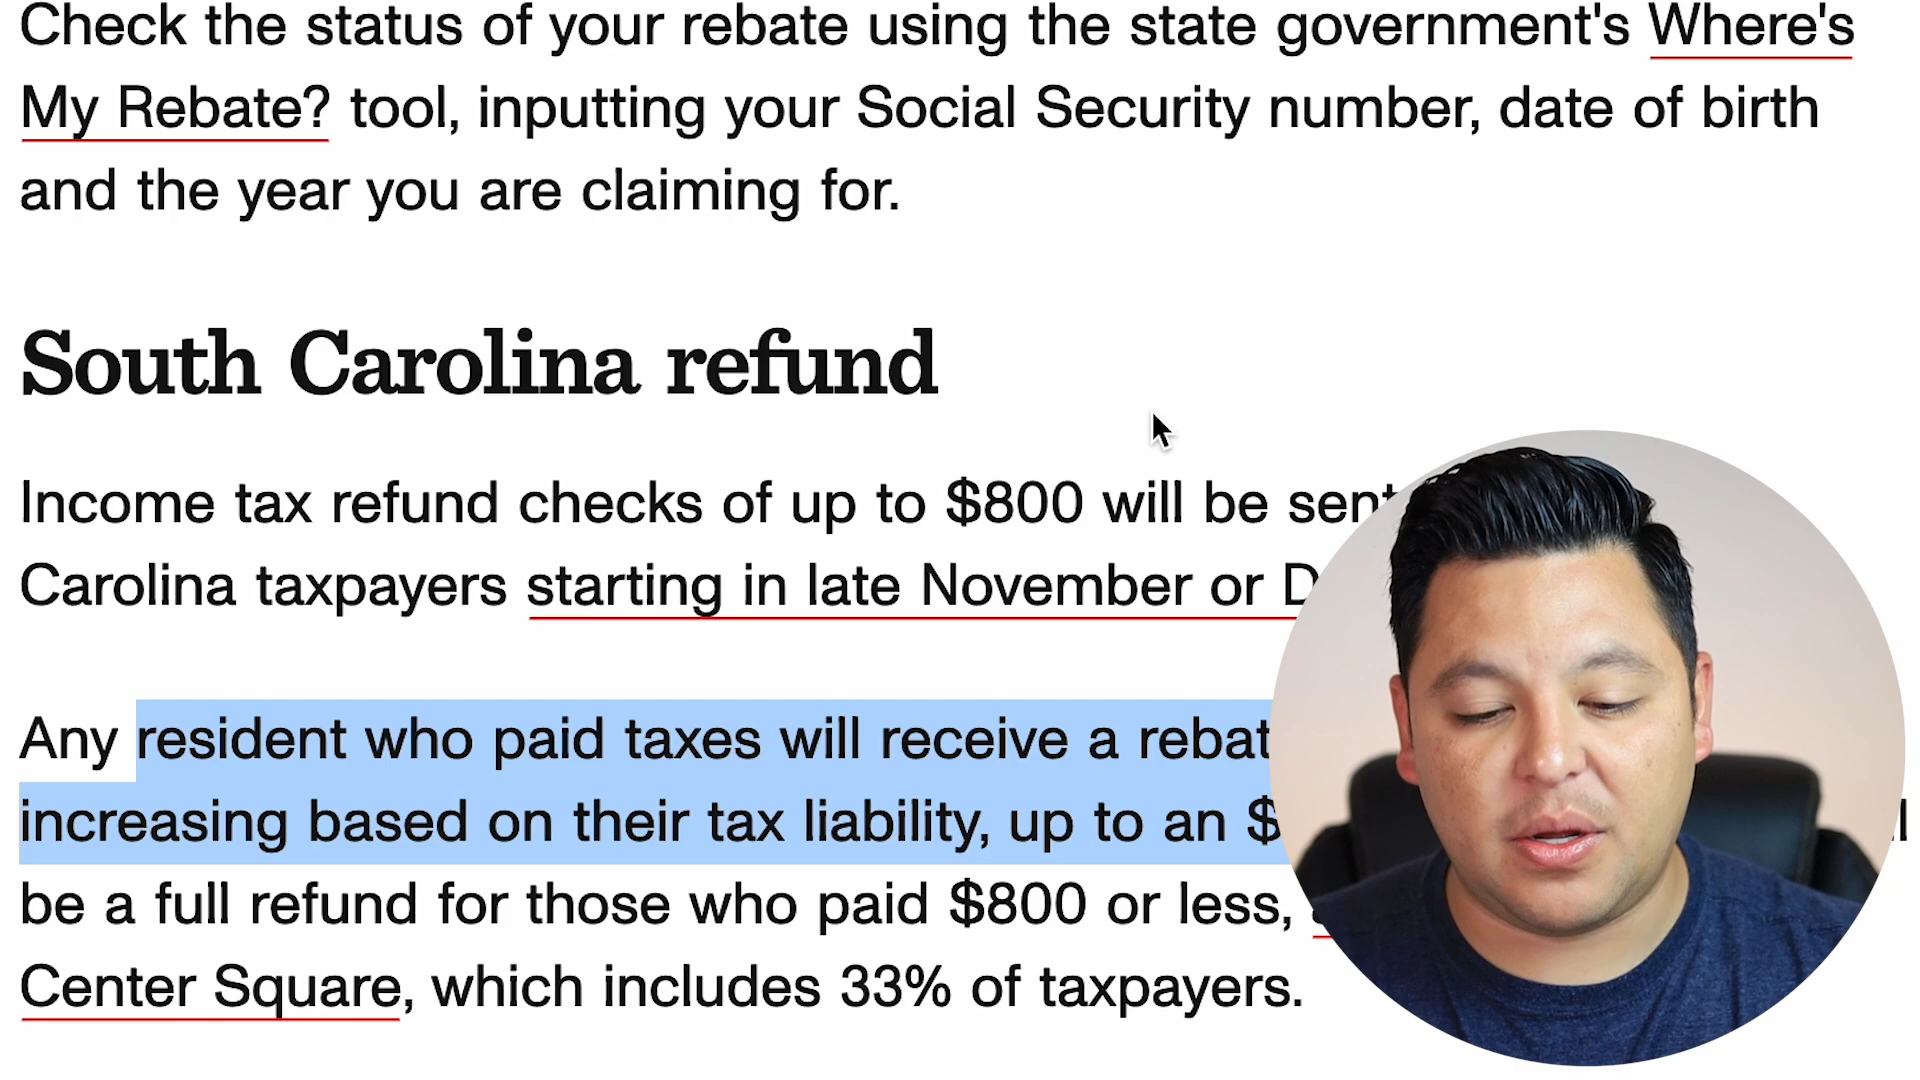 Check the status of your rebate using the state government's Where's
My Rebate? tool, inputting your Social Security number, date of birth
and the year you are claiming for.
South Carolina refund
Income tax refund checks of up to $800 will be sent
Carolina taxpayers starting in late November or D
Any resident who paid taxes will receive a rebat
increasing based on their tax liability, up to an $
be a full refund for those who paid $800 or less,
Center Square, which includes 33% of taxpayers.